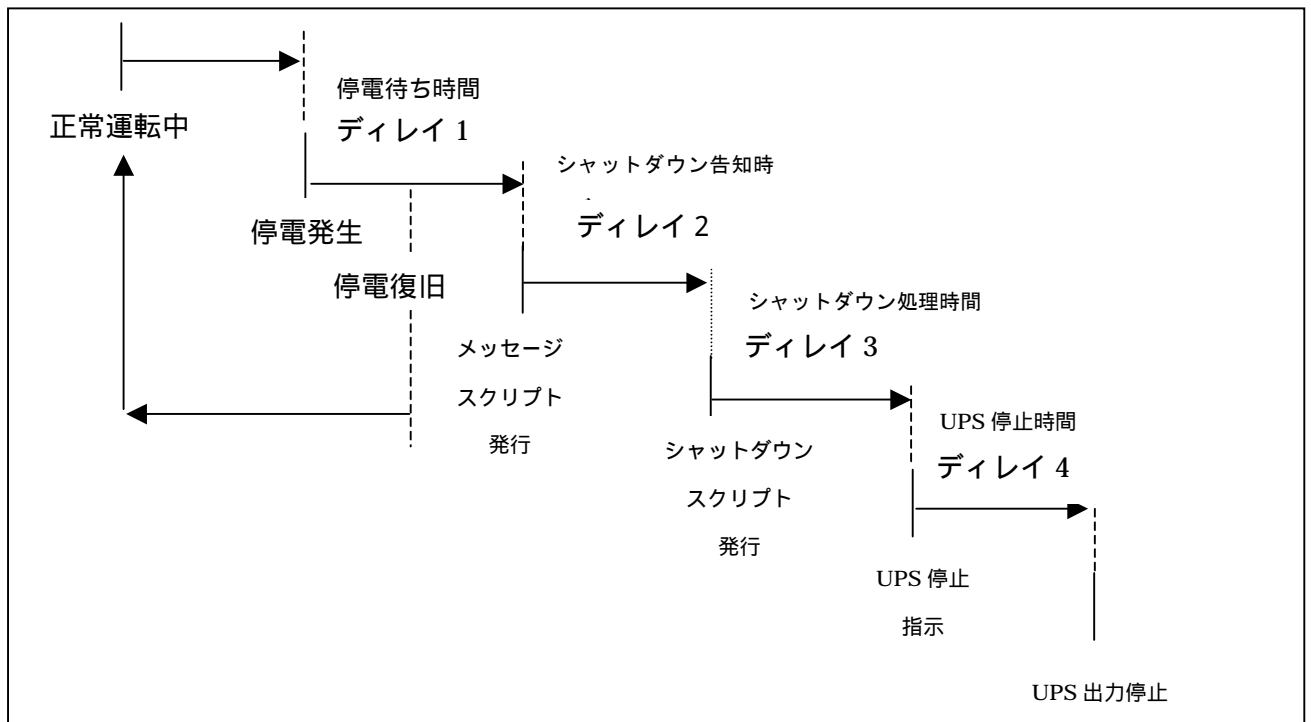 停電待ち時間
ディレイ 1
正常運転中
シャットダウン告知時
ディレイ 2
停電発生
停電復旧
シャットダウン処理時間
ディレイ 3
メッセージ
スクリプト
発行
UPS 停止時間
ディレイ 4
シャットダウン
スクリプト
発行
UPS 停止
指示
UPS 出力停止